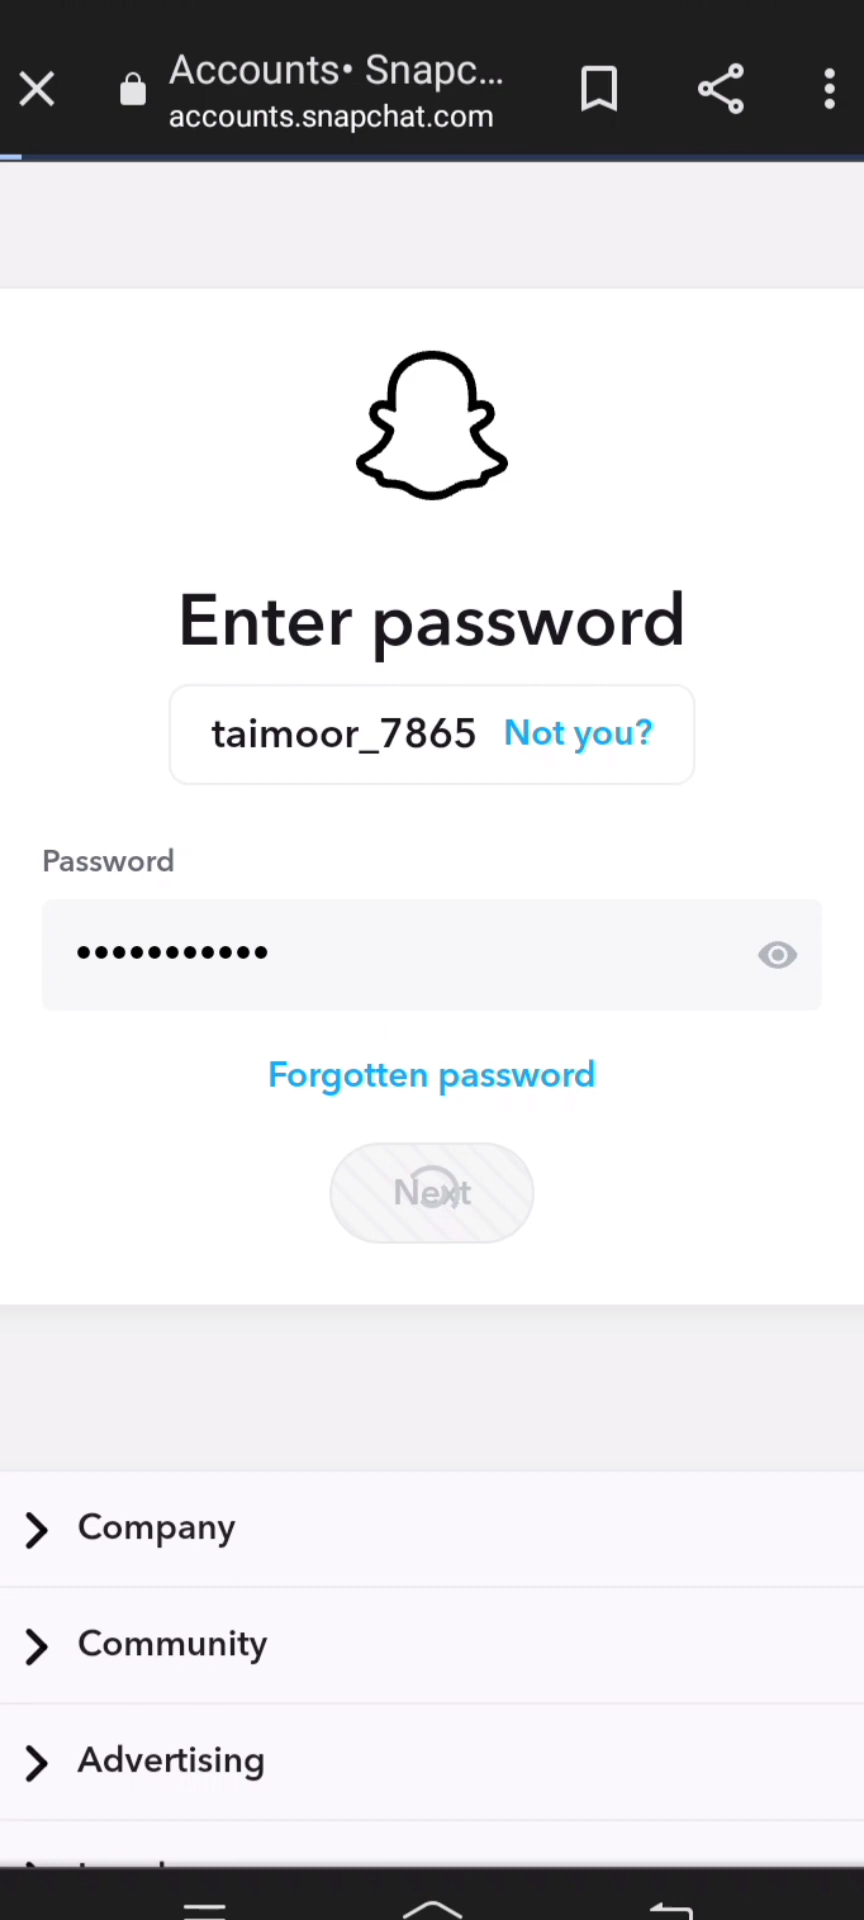 Accounts• Snapc...
accounts.snapchat.com
Enter password
taimoor_7865 Not you?
Password
•••••••••••
Forgotten password
Next
Company
Community
Advertising